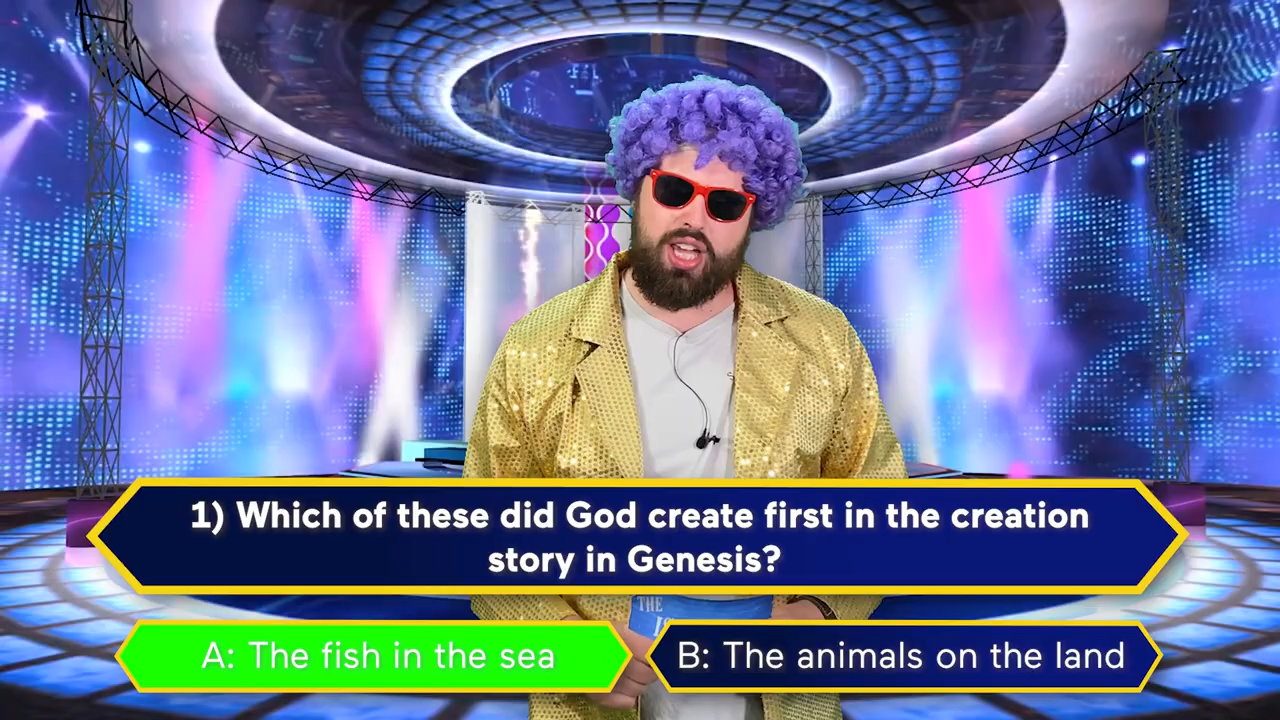 1) Which of these did God create first in the creation
story in Genesis?
THE
A: The fish in the sea
B: The animals on the land